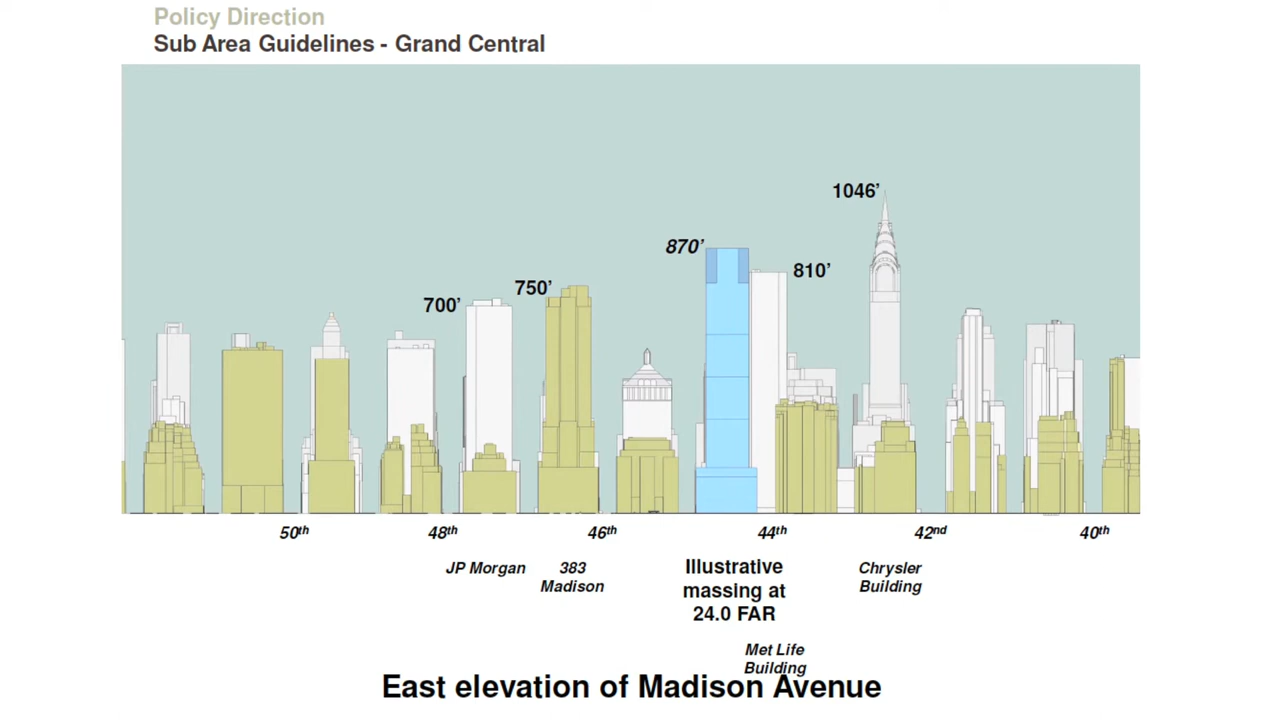 Policy Direction
Sub Area Guidelines - Grand Central
1046’
870’
810’
750’
700’
50th
48th
46th
44th
42nd
40th
JP Morgan
383
Madison
Illustrative
massing at
24.0 FAR
Chrysler
Building
Met Life
Building
East elevation of Madison Avenue